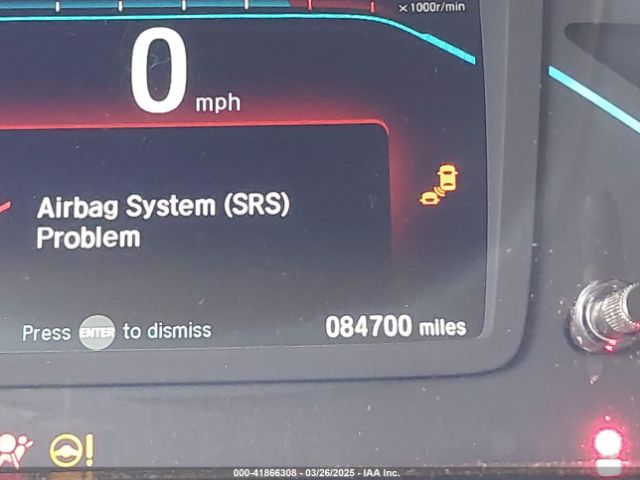 ×1000r/min
0 mph
Airbag System (SRS)
Problem
Press ENTER to dismiss
084700 miles
000-41866308 - 03/26/2025 - IAA Inc.